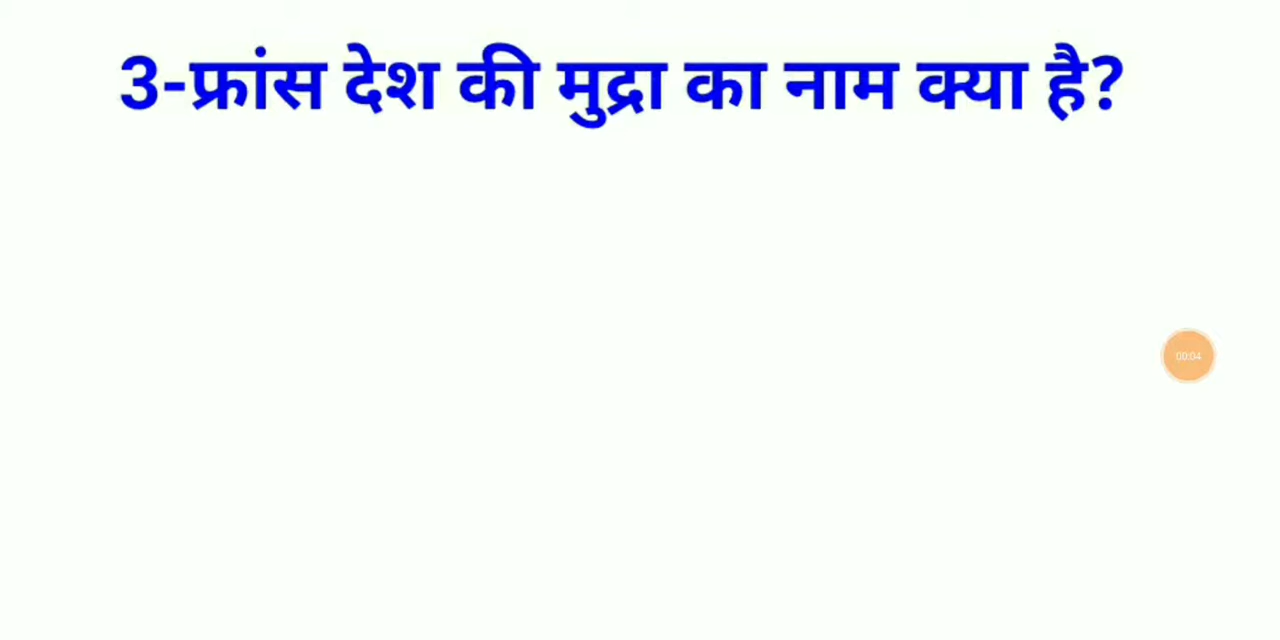 3-फ्रांस देश की मुद्रा का नाम क्या है?
00:04